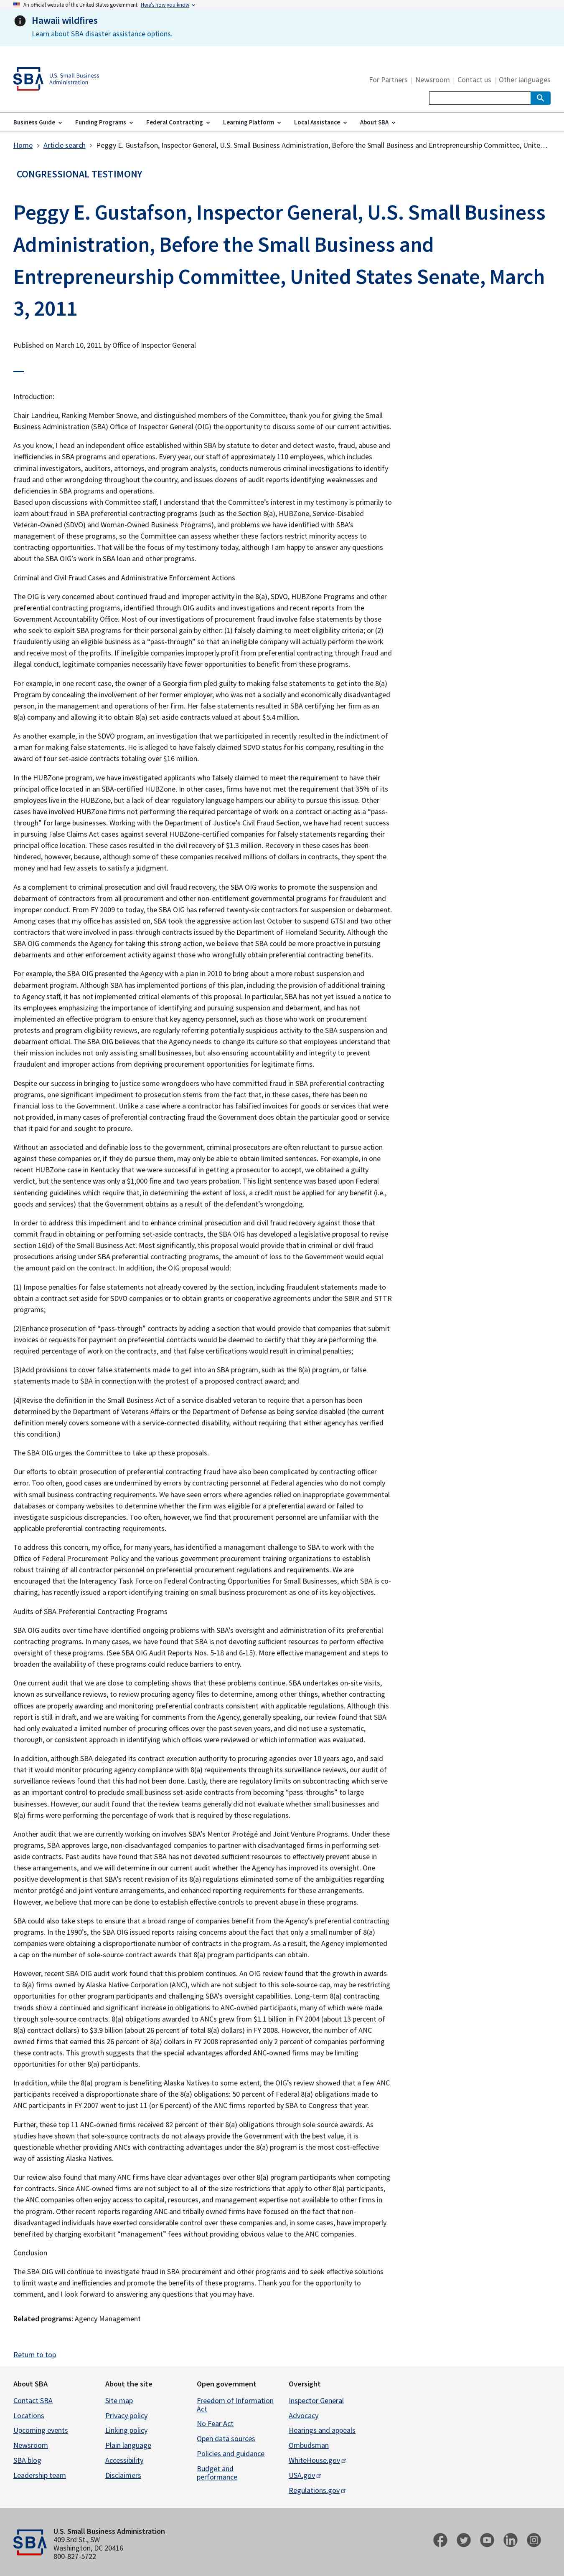 An official website of the United States government Here's how you know
Hawaii wildfires
Learn about SBA disaster assistance options.
SBA U.S. Small Business
Administration
For Partners | Newsroom | Contact us | Other languages
Business Guide Funding Programs Federal Contracting Learning Platform Local Assistance About SBA
Home › Article search › Peggy E. Gustafson, Inspector General, U.S. Small Business Administration, Before the Small Business and Entrepreneurship Committee, Unite…
CONGRESSIONAL TESTIMONY
Peggy E. Gustafson, Inspector General, U.S. Small Business
Administration, Before the Small Business and
Entrepreneurship Committee, United States Senate, March
3, 2011
Published on March 10, 2011 by Office of Inspector General
Introduction:
Chair Landrieu, Ranking Member Snowe, and distinguished members of the Committee, thank you for giving the Small
Business Administration (SBA) Office of Inspector General (OIG) the opportunity to discuss some of our current activities.
As you know, I head an independent office established within SBA by statute to deter and detect waste, fraud, abuse and
inefficiencies in SBA programs and operations. Every year, our staff of approximately 110 employees, which includes
criminal investigators, auditors, attorneys, and program analysts, conducts numerous criminal investigations to identify
fraud and other wrongdoing throughout the country, and issues dozens of audit reports identifying weaknesses and
deficiencies in SBA programs and operations.
Based upon discussions with Committee staff, I understand that the Committee’s interest in my testimony is primarily to
learn about fraud in SBA preferential contracting programs (such as the Section 8(a), HUBZone, Service-Disabled
Veteran-Owned (SDVO) and Woman-Owned Business Programs), and problems we have identified with SBA’s
management of these programs, so the Committee can assess whether these factors restrict minority access to
contracting opportunities. That will be the focus of my testimony today, although I am happy to answer any questions
about the SBA OIG’s work in SBA loan and other programs.
Criminal and Civil Fraud Cases and Administrative Enforcement Actions
The OIG is very concerned about continued fraud and improper activity in the 8(a), SDVO, HUBZone Programs and other
preferential contracting programs, identified through OIG audits and investigations and recent reports from the
Government Accountability Office. Most of our investigations of procurement fraud involve false statements by those
who seek to exploit SBA programs for their personal gain by either: (1) falsely claiming to meet eligibility criteria; or (2)
fraudulently using an eligible business as a “pass-through” so that an ineligible company will actually perform the work
and receive most of the profits. If ineligible companies improperly profit from preferential contracting through fraud and
illegal conduct, legitimate companies necessarily have fewer opportunities to benefit from these programs.
For example, in one recent case, the owner of a Georgia firm pled guilty to making false statements to get into the 8(a)
Program by concealing the involvement of her former employer, who was not a socially and economically disadvantaged
person, in the management and operations of her firm. Her false statements resulted in SBA certifying her firm as an
8(a) company and allowing it to obtain 8(a) set-aside contracts valued at about $5.4 million.
As another example, in the SDVO program, an investigation that we participated in recently resulted in the indictment of
a man for making false statements. He is alleged to have falsely claimed SDVO status for his company, resulting in the
award of four set-aside contracts totaling over $16 million.
In the HUBZone program, we have investigated applicants who falsely claimed to meet the requirement to have their
principal office located in an SBA-certified HUBZone. In other cases, firms have not met the requirement that 35% of its
employees live in the HUBZone, but a lack of clear regulatory language hampers our ability to pursue this issue. Other
cases have involved HUBZone firms not performing the required percentage of work on a contract or acting as a “pass-
through” for large businesses. Working with the Department of Justice’s Civil Fraud Section, we have had recent success
in pursuing False Claims Act cases against several HUBZone-certified companies for falsely statements regarding their
principal office. These cases resulted in the civil recovery of $1.3 million. Recovery in these cases has been
hindered, however, because, although some of these companies received millions of dollars in contracts, they spent the
money and had few assets to satisfy a judgment.
As a complement to criminal prosecution and civil fraud recovery, the SBA OIG works to promote the suspension and
debarment of contractors from all procurement and other non-entitlement governmental programs for fraudulent and
improper conduct. From FY 2009 to today, the SBA OIG has referred twenty-six contractors for suspension or debarment.
Among cases that my office has assisted on, SBA took the aggressive action last October to suspend GTSI and two other
contractors that were involved in pass-through contracts issued by the Department of Homeland Security. Although the
SBA OIG commends the Agency for taking this strong action, we believe that SBA could be more proactive in pursuing
debarments and other enforcement activity against those who wrongfully obtain preferential contracts.
For example, the SBA OIG presented the Agency with a plan in 2010 to bring about a more robust suspension and
debarment program. Although SBA has implemented portions of this plan, including the provision of additional training
to Agency staff, it has not implemented critical elements of this proposal. In particular, SBA has not yet issued a notice to
its employees emphasizing the importance of identifying and pursuing suspension and debarment, and has not
implemented an effective program to ensure that key agency personnel, such as those who work on procurement
protests and program eligibility reviews, are regularly referring potentially suspicious activity to the SBA suspension and
debarment official. The SBA OIG believes that the Agency needs to change its culture so that employees understand that
their mission includes not only assisting small businesses, but also ensuring accountability and integrity to prevent
fraudulent and improper actions from depriving procurement opportunities for legitimate firms.
Despite our success in bringing to justice some wrongdoers who have committed fraud in SBA preferential contracting
programs, one significant impediment to prosecution stems from the fact that, in these cases, there has been no
financial loss to the Government. Unlike a case where a contractor has falsified invoices for goods or services that were
not provided, in many cases of preferential contracting fraud the Government does obtain the particular good or service
that it paid for and sought to procure.
Without an associated and definable loss to the government, criminal prosecutors are often reluctant to pursue action
against these companies or, if they do pursue them, may only be able to obtain limited sentences. For example, in one
recent HUBZone case in Kentucky that we were successful in getting a prosecutor to accept, we obtained a guilty
verdict, but the sentence was only a $1,000 fine and two years probation. This light sentence was based upon Federal
sentencing guidelines which require that, in determining the extent of loss, a credit must be applied for any benefit (i.e.,
goods and services) that the Government obtains as a result of the defendant’s wrongdoing.
In order to address this impediment and to enhance criminal prosecution and civil fraud recovery against those that
commit fraud in obtaining or performing set-aside contracts, the SBA OIG has developed a legislative proposal to revise
section 16(d) of the Small Business Act. Most significantly, this proposal would provide that in criminal or civil fraud
prosecutions arising under SBA preferential contracting programs, the amount of loss to the Government would equal
the amount paid on the contract. In addition, the OIG proposal would:
(1) Impose penalties for false statements not already covered by the section, including fraudulent statements made to
obtain a contract set aside for SDVO companies or to obtain grants or cooperative agreements under the SBIR and STTR
programs;
(2)Enhance prosecution of “pass-through” contracts by adding a section that would provide that companies that submit
invoices or requests for payment on preferential contracts would be deemed to certify that they are performing the
required percentage of work on the contracts, and that false certifications would result in criminal penalties;
(3)Add provisions to cover false statements made to get into an SBA program, such as the 8(a) program, or false
statements made to SBA in connection with the protest of a proposed contract award; and
(4)Revise the definition in the Small Business Act of a service disabled veteran to require that a person has been
determined by the Department of Veterans Affairs or the Department of Defense as being service disabled (the current
definition merely covers someone with a service-connected disability, without requiring that either agency has verified
this condition.)
The SBA OIG urges the Committee to take up these proposals.
Our efforts to obtain prosecution of preferential contracting fraud have also been complicated by contracting officer
error. Too often, good cases are undermined by errors by contracting personnel at Federal agencies who do not comply
with small business contracting requirements. We have seen errors where agencies relied on inappropriate governmental
databases or company websites to determine whether the firm was eligible for a preferential award or failed to
investigate suspicious discrepancies. Too often, however, we find that procurement personnel are unfamiliar with the
applicable preferential contracting requirements.
To address this concern, my office, for many years, has identified a management challenge to SBA to work with the
Office of Federal Procurement Policy and the various government procurement training organizations to establish
robust training of all contractor personnel on preferential procurement regulations and requirements. We are
encouraged that the Interagency Task Force on Federal Contracting Opportunities for Small Businesses, which SBA is co-
chairing, has recently issued a report identifying training on small business procurement as one of its key objectives.
Audits of SBA Preferential Contracting Programs
SBA OIG audits over time have identified ongoing problems with SBA’s oversight and administration of its preferential
contracting programs. In many cases, we have found that SBA is not devoting sufficient resources to perform effective
oversight of these programs. (See SBA OIG Audit Reports Nos. 5-18 and 6-15). More effective management and steps to
broaden the availability of these programs could reduce barriers to entry.
One current audit that we are close to completing shows that these problems continue. SBA undertakes on-site visits,
known as surveillance reviews, to review procuring agency files to determine, among other things, whether contracting
offices are properly awarding and monitoring preferential contracts consistent with applicable regulations. Although this
report is still in draft, and we are waiting for comments from the Agency, generally speaking, our review found that SBA
had only evaluated a limited number of procuring offices over the past seven years, and did not use a systematic,
thorough, or consistent approach in identifying which offices were reviewed or which information was evaluated.
In addition, although SBA delegated its contract execution authority to procuring agencies over 10 years ago, and said
that it would monitor procuring agency compliance with 8(a) requirements through its surveillance reviews, our audit of
surveillance reviews found that this had not been done. Lastly, there are regulatory limits on subcontracting which serve
as an important control to preclude small business set-aside contracts from becoming “pass-throughs” to large
businesses. However, our audit found that the review teams generally did not evaluate whether small businesses and
8(a) firms were performing the percentage of work that is required by these regulations.
Another audit that we are currently working on involves SBA’s Mentor Protégé and Joint Venture Programs. Under these
programs, SBA approves large, non-disadvantaged companies to partner with disadvantaged firms in performing set-
aside contracts. Past audits have found that SBA has not devoted sufficient resources to effectively prevent abuse in
these arrangements, and we will determine in our current audit whether the Agency has improved its oversight. One
positive development is that SBA’s recent revision of its 8(a) regulations eliminated some of the ambiguities regarding
mentor protégé and joint venture arrangements, and enhanced reporting requirements for these arrangements.
However, we believe that more can be done to establish effective controls to prevent abuse in these programs.
SBA could also take steps to ensure that a broad range of companies benefit from the Agency’s preferential contracting
programs. In the 1990’s, the SBA OIG issued reports raising concerns about the fact that only a small number of 8(a)
companies were obtaining a disproportionate number of contracts in the program. As a result, the Agency implemented
a cap on the number of sole-source contract awards that 8(a) program participants can obtain.
However, recent SBA OIG audit work found that this problem continues. An OIG review found that the growth in awards
to 8(a) firms owned by Alaska Native Corporation (ANC), which are not subject to this sole-source cap, may be restricting
opportunities for other program participants and challenging SBA’s oversight capabilities. Long-term 8(a) contracting
trends show a continued and significant increase in obligations to ANC-owned participants, many of which were made
through sole-source contracts. 8(a) obligations awarded to ANCs grew from $1.1 billion in FY 2004 (about 13 percent of
8(a) contract dollars) to $3.9 billion (about 26 percent of total 8(a) dollars) in FY 2008. However, the number of ANC
owned firms that earned this 26 percent of 8(a) dollars in FY 2008 represented only 2 percent of companies performing
these contracts. This growth suggests that the special advantages afforded ANC-owned firms may be limiting
opportunities for other 8(a) participants.
In addition, while the 8(a) program is benefiting Alaska Natives to some extent, the OIG’s review showed that a few ANC
participants received a disproportionate share of the 8(a) obligations: 50 percent of Federal 8(a) obligations made to
ANC participants in FY 2007 went to just 11 (or 6 percent) of the ANC firms reported by SBA to Congress that year.
Further, these top 11 ANC-owned firms received 82 percent of their 8(a) obligations through sole source awards. As
studies have shown that sole-source contracts do not always provide the Government with the best value, it is
questionable whether providing ANCs with contracting advantages under the 8(a) program is the most cost-effective
way of assisting Alaska Natives.
Our review also found that many ANC firms have clear advantages over other 8(a) program participants when competing
for contracts. Since ANC-owned firms are not subject to all of the size restrictions that apply to other 8(a) participants,
the ANC companies often enjoy access to capital, resources, and management expertise not available to other firms in
the program. Other recent reports regarding ANC and tribally owned firms have focused on the fact that non-
disadvantaged individuals have exerted considerable control over these companies and, in some cases, have improperly
benefited by charging exorbitant “management” fees without providing obvious value to the ANC companies.
Conclusion
The SBA OIG will continue to investigate fraud in SBA procurement and other programs and to seek effective solutions
to limit waste and inefficiencies and promote the benefits of these programs. Thank you for the opportunity to
comment, and I look forward to answering any questions that you may have.
Related programs: Agency Management
Return to top
About SBA
Contact SBA
Locations
Upcoming events
Newsroom
SBA blog
Leadership team
About the site
Site map
Privacy policy
Linking policy
Plain language
Accessibility
Disclaimers
Open government
Freedom of Information
Act
No Fear Act
Open data sources
Policies and guidance
Budget and
performance
Oversight
Inspector General
Advocacy
Hearings and appeals
Ombudsman
WhiteHouse.gov
USA.gov
Regulations.gov
SBA
U.S. Small Business Administration
409 3rd St., SW
Washington, DC 20416
800-827-5722